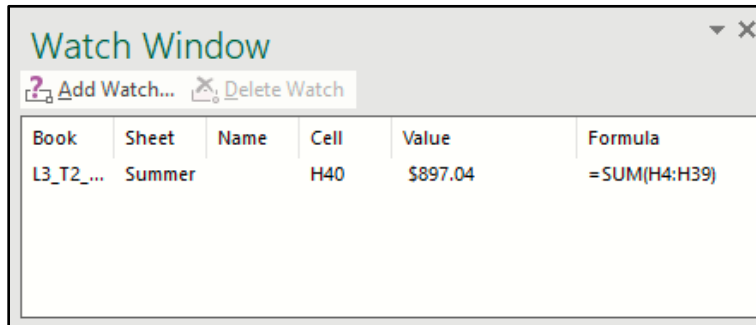 Watch Window
Add Watch... Delete Watch
Book Sheet Name Cell Value Formula
L3_T2_... Summer H40 $897.04 =SUM(H4:H39)